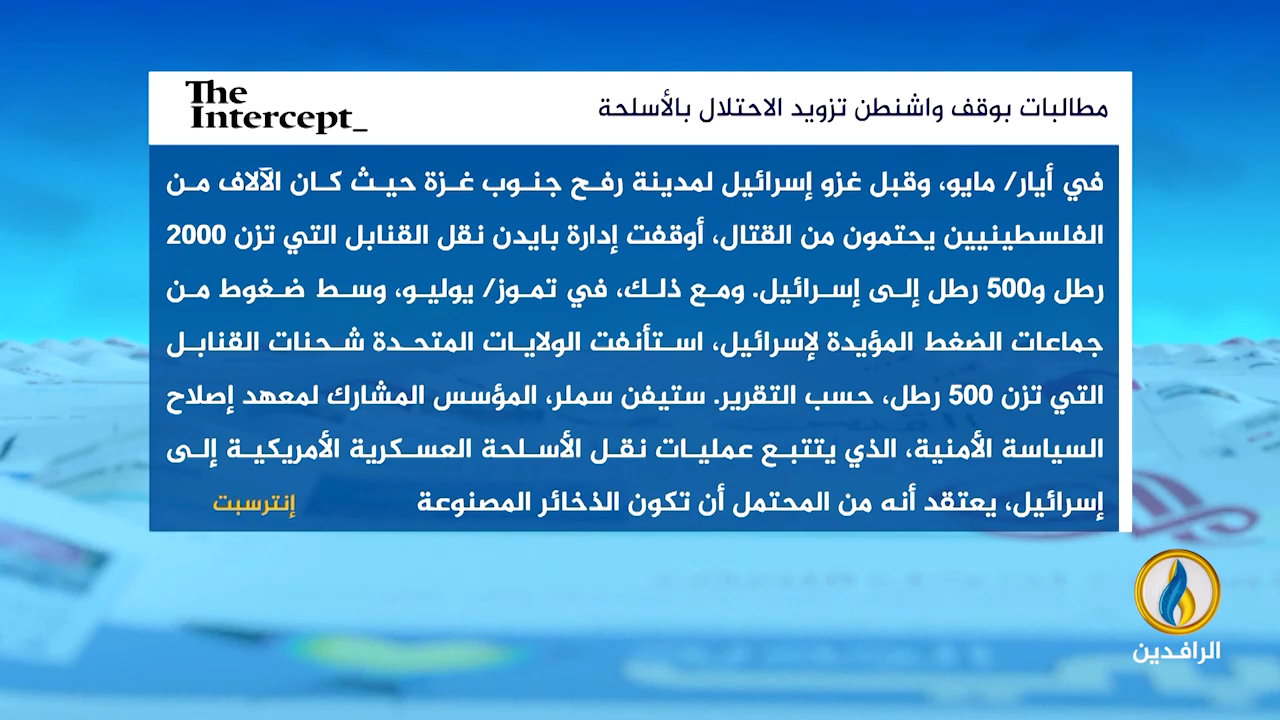 The
Intercept_
مطالبات بوقف واشنطن تزويد الاحتلال بالأسلحة
في أيار/ مايو، وقبل غزو إسرائيل لمدينة رفح جنوب غزة حيث كان الآلاف من
الفلسطينيين يحتمون من القتال، أوقفت إدارة بايدن نقل القنابل التي تزن 2000
رطل و500 رطل إلى إسرائيل. ومع ذلك، في تموز/ يوليو، وسط ضغوط من
جماعات الضغط المؤيدة لإسرائيل، استأنفت الولايات المتحدة شحنات القنابل
التي تزن 500 رطل، حسب التقرير. ستيفن سملر، المؤسس المشارك لمعهد إصلاح
السياسة الأمنية، الذي يتتبع عمليات نقل الأسلحة العسكرية الأمريكية إلى
إسرائيل، يعتقد أنه من المحتمل أن تكون الذخائر المصنوعة
إنترسبت
الرافدين